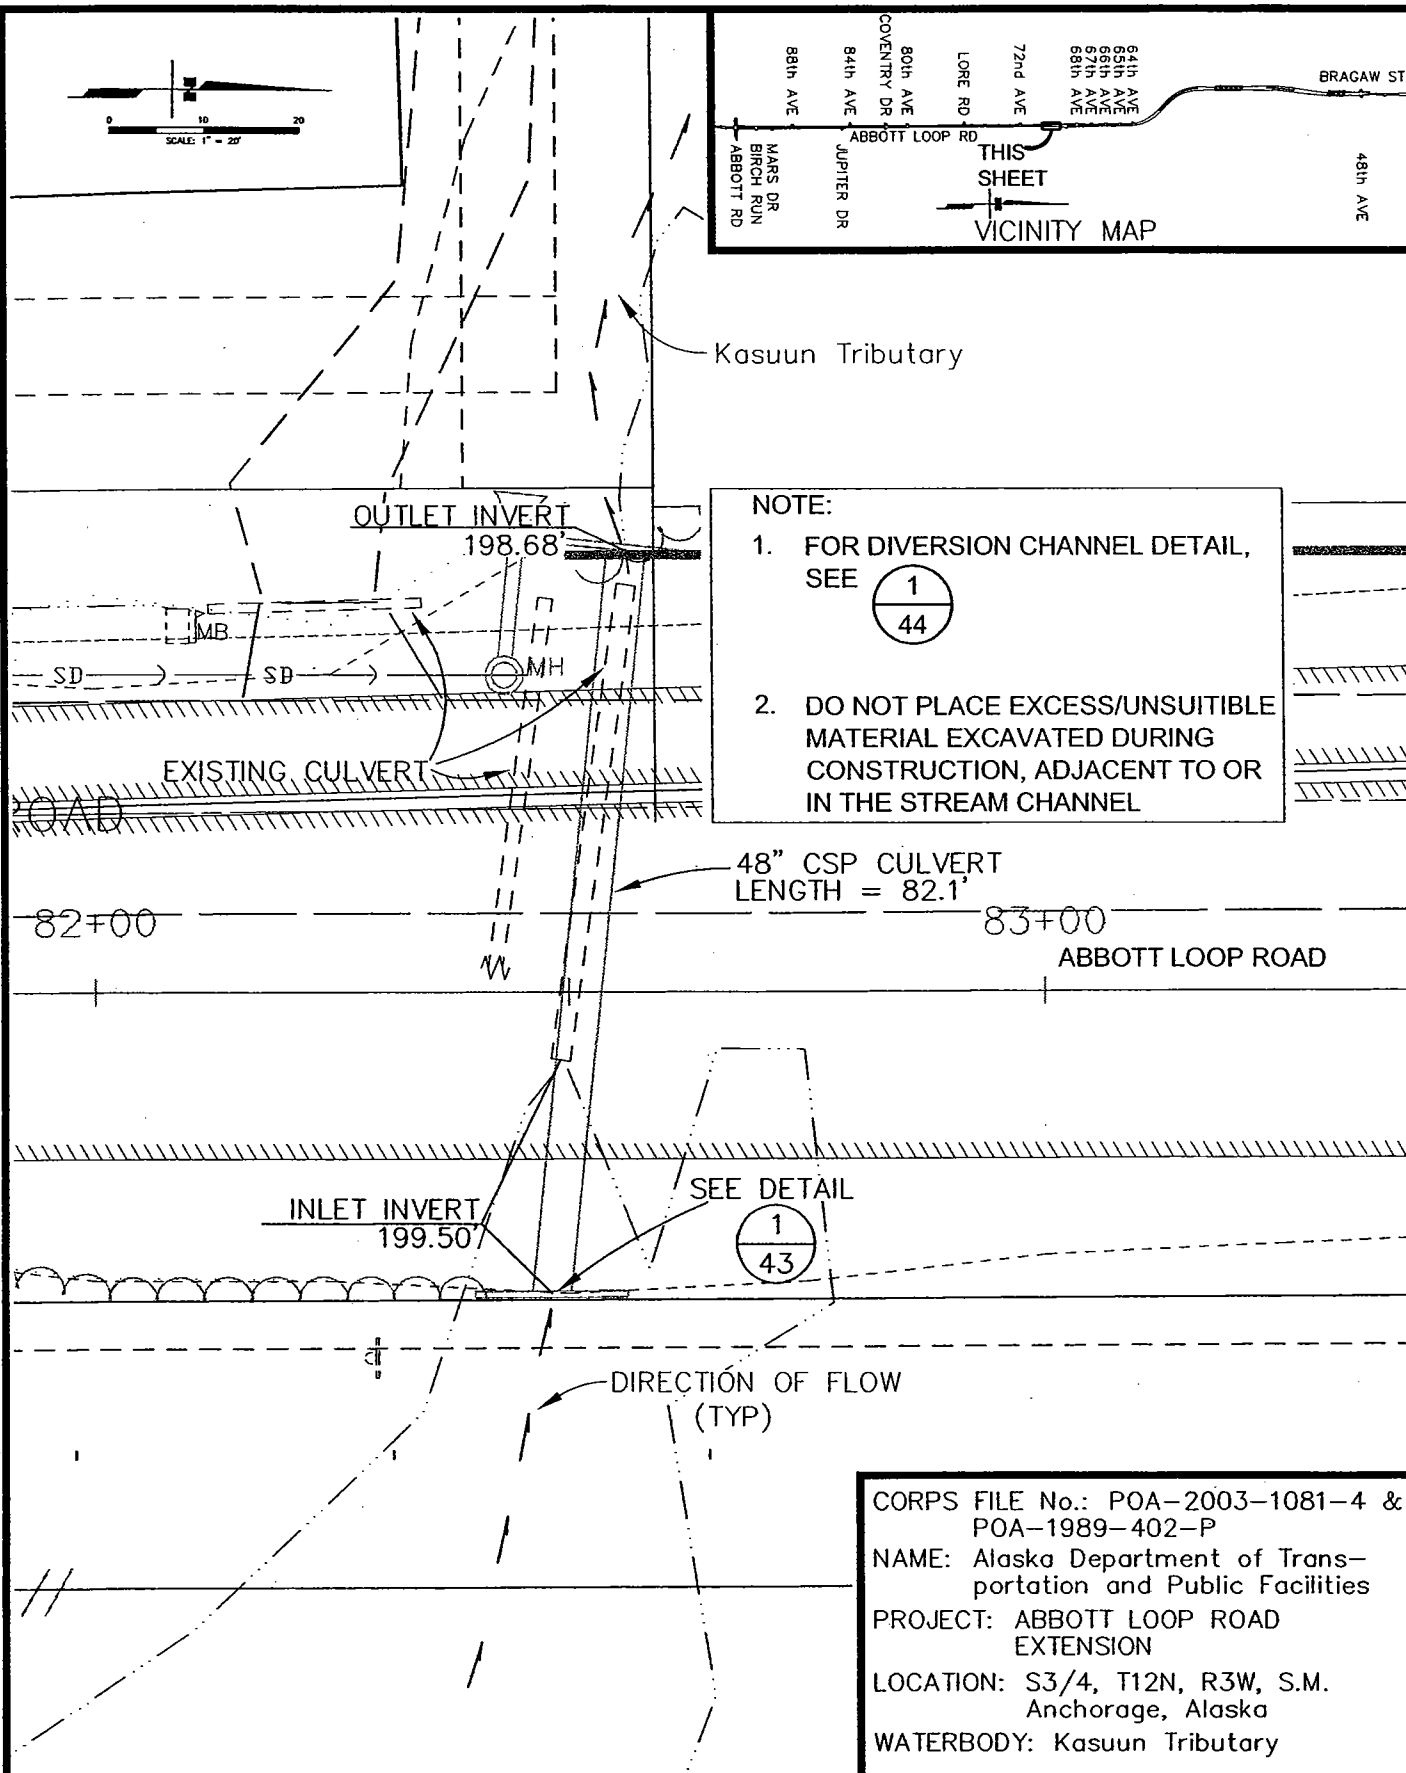 0 10 20
SCALE: 1" = 20'
88th AVE
84th AVE
COVENTRY DR
80th AVE
LORE RD
72nd AVE
68th AVE
67th AVE
66th AVE
65th AVE
64th AVE
BRAGAW ST
ABBOTT LOOP RD
ABBOTT RD
BIRCH RUN
MARS DR
JUPITER DR
THIS
SHEET
48th AVE
VICINITY MAP
Kasuun Tributary
OUTLET INVERT
198.68'
NOTE:
1. FOR DIVERSION CHANNEL DETAIL,
SEE 1
44
2. DO NOT PLACE EXCESS/UNSUITIBLE
MATERIAL EXCAVATED DURING
CONSTRUCTION, ADJACENT TO OR
IN THE STREAM CHANNEL
MB
SD SD MH
EXISTING CULVERT
ROAD
48" CSP CULVERT
LENGTH = 82.1'
82+00 83+00
ABBOTT LOOP ROAD
INLET INVERT
199.50'
SEE DETAIL
1
43
DIRECTION OF FLOW
(TYP)
CORPS FILE No.: POA-2003-1081-4 &
POA-1989-402-P
NAME: Alaska Department of Trans-
portation and Public Facilities
PROJECT: ABBOTT LOOP ROAD
EXTENSION
LOCATION: S3/4, T12N, R3W, S.M.
Anchorage, Alaska
WATERBODY: Kasuun Tributary